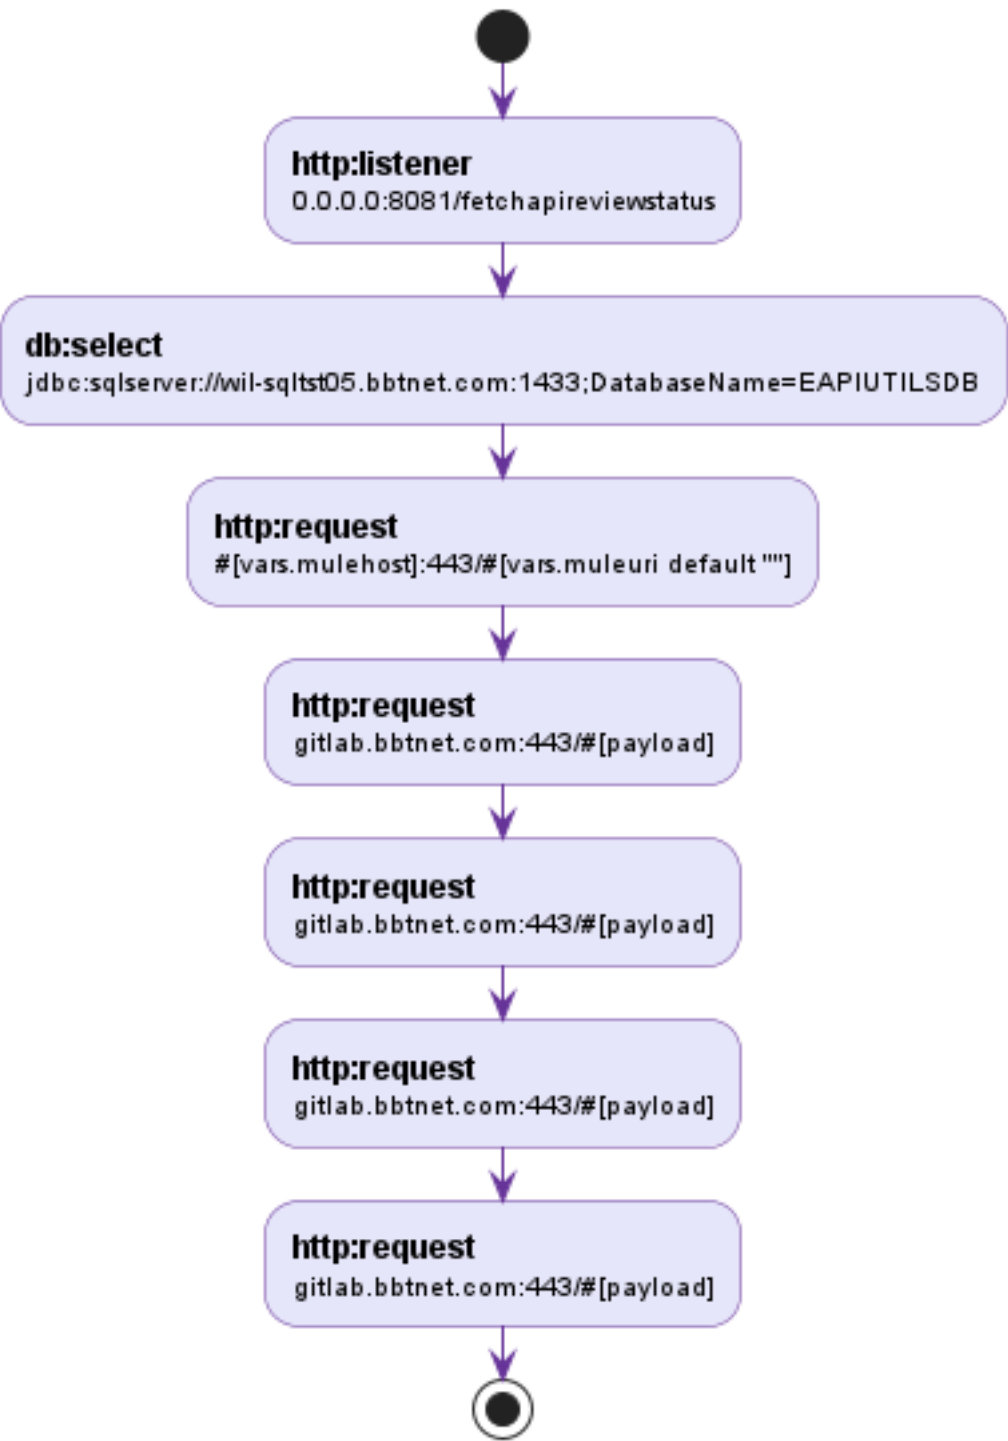 http:listener
0.0.0.0:8081/fetchapireviewstatus
db:select
jdbc:sqlserver://wil-sqltst05.bbtnet.com:1433;DatabaseName=EAPIUTILSDB
http:request
#[vars.mulehost]:443/#[vars.muleuri default ""]
http:request
gitlab.bbtnet.com:443/#[payload]
http:request
gitlab.bbtnet.com:443/#[payload]
http:request
gitlab.bbtnet.com:443/#[payload]
http:request
gitlab.bbtnet.com:443/#[payload]